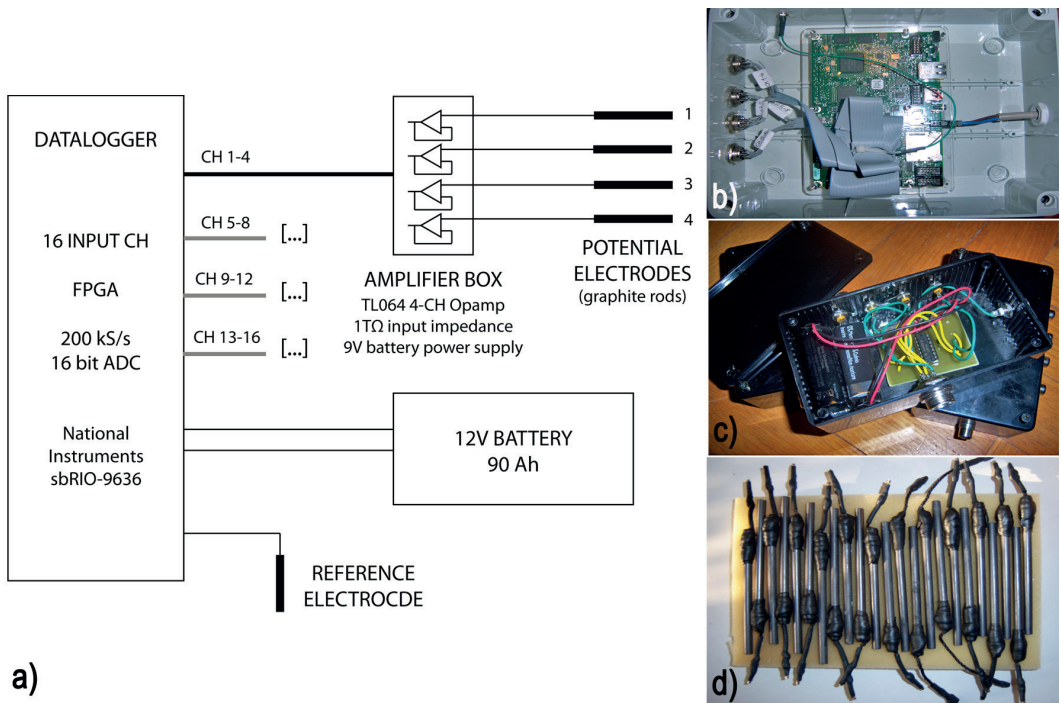 DATALOGGER
16 INPUT CH
FPGA
200 kS/s
16 bit ADC
National
Instruments
sbRIO-9636
CH 1-4
CH 5-8
[...]
CH 9-12
[...]
CH 13-16
[...]
AMPLIFIER BOX
TL064 4-CH Opamp
1TΩ input impedance
9V battery power supply
1
2
3
4
POTENTIAL
ELECTRODES
(graphite rods)
12V BATTERY
90 Ah
REFERENCE
ELECTROCDE
a)
b)
c)
d)